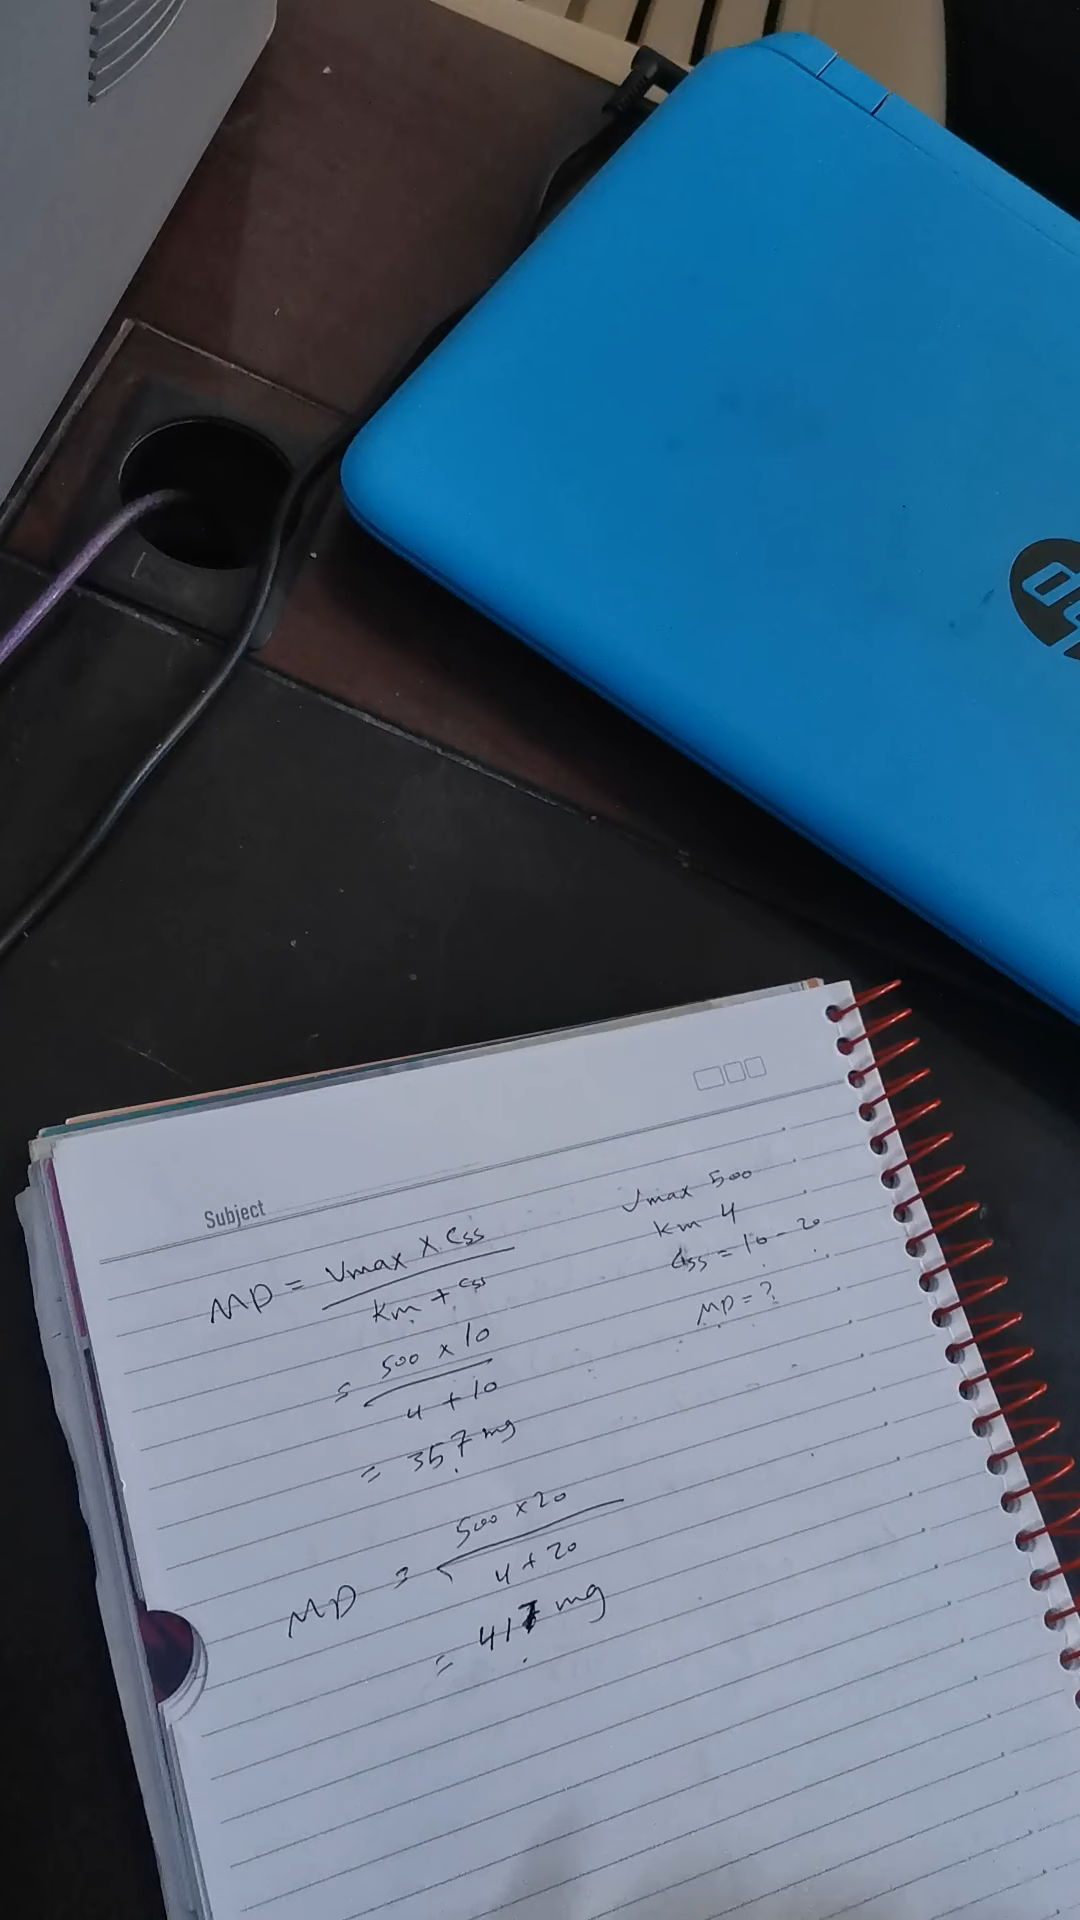 hp
Subject
Vmax 500
km 4
Css = 10 - 20
MD = ?
MD = Vmax X Css
km + Css
= 500 x 10
4 + 10
= 357 mg
MD = 500 x 20
4 + 20
= 417 mg